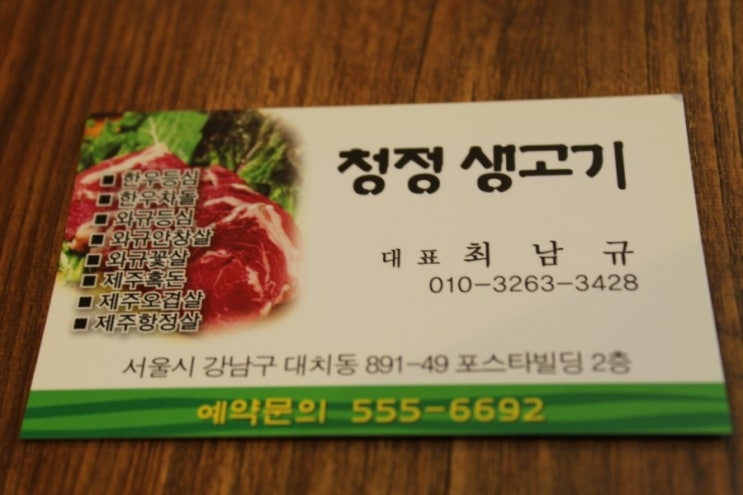 청정 생고기
대표 최남규
010-3263-3428
■ 한우등심
■ 한우차돌
■ 와규등심
■ 와규안창살
■ 와규꽃살
■ 제주흑돈
■ 제주오겹살
■ 제주항정살
서울시 강남구 대치동 891-49 포스타빌딩 2층
예약문의 555-6692